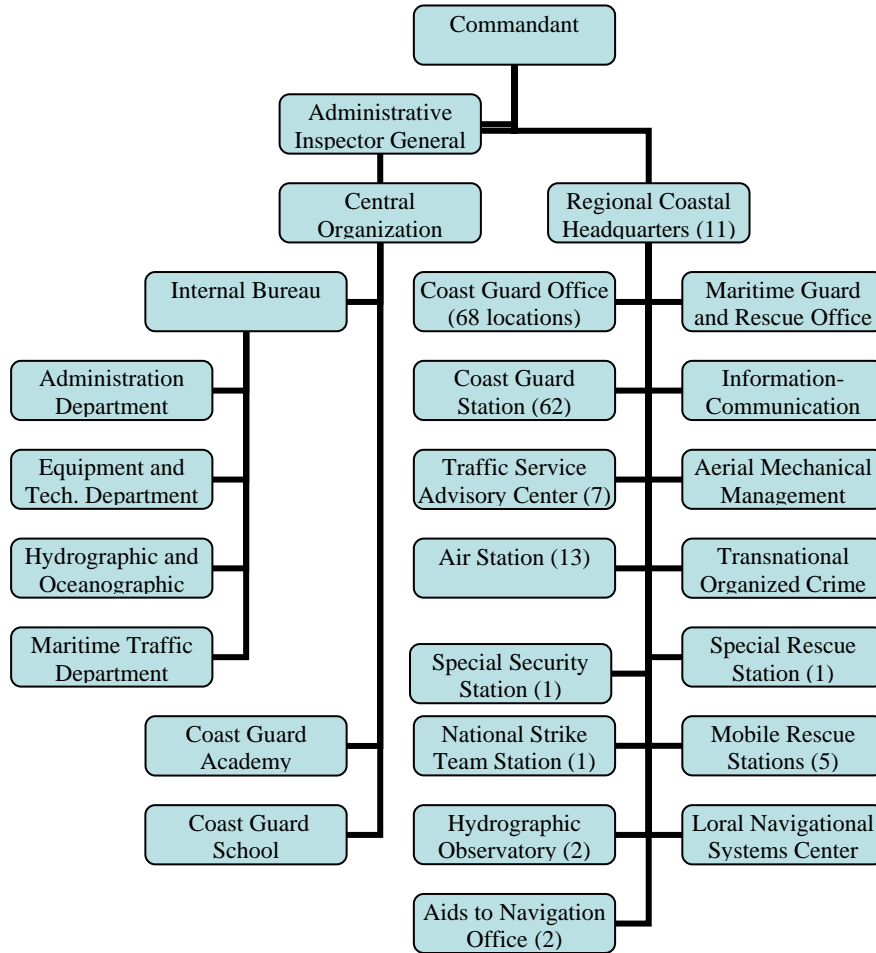 Commandant
Administrative
Inspector General
Central
Organization
Regional Coastal
Headquarters (11)
Internal Bureau
Coast Guard Office
(68 locations)
Maritime Guard
and Rescue Office
Administration
Department
Coast Guard
Station (62)
Information-
Communication
Equipment and
Tech. Department
Traffic Service
Advisory Center (7)
Aerial Mechanical
Management
Hydrographic and
Oceanographic
Air Station (13)
Transnational
Organized Crime
Maritime Traffic
Department
Special Security
Station (1)
Special Rescue
Station (1)
Coast Guard
Academy
National Strike
Team Station (1)
Mobile Rescue
Stations (5)
Coast Guard
School
Hydrographic
Observatory (2)
Loral Navigational
Systems Center
Aids to Navigation
Office (2)